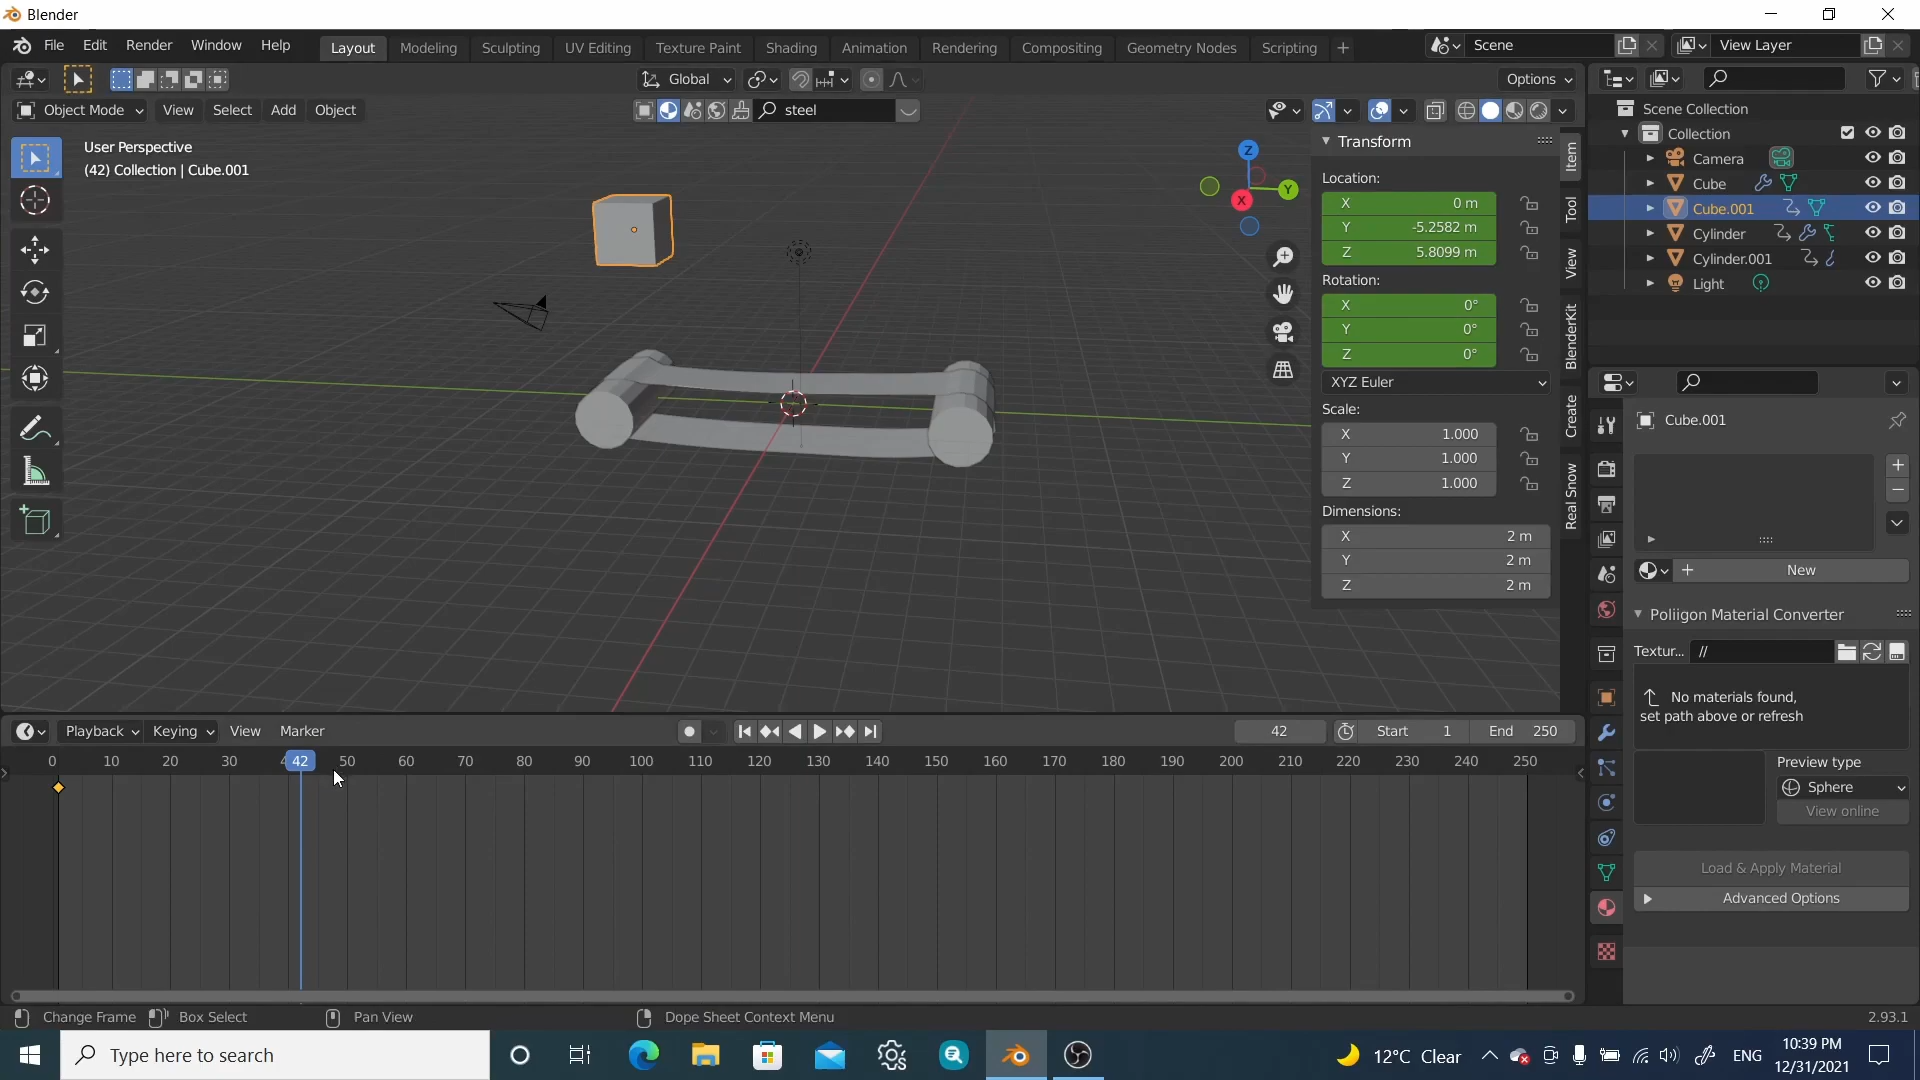 Blender
File Edit Render Window Help Layout Modeling Sculpting UV Editing Texture Paint Shading Animation Rendering Compositing Geometry Nodes Scripting + Scene View Layer
Global Options
Object Mode View Select Add Object steel
User Perspective
(42) Collection | Cube.001
Z
Y
X
Transform
Location:
X 0 m
Y -5.2582 m
Z 5.8099 m
Rotation:
X 0°
Y 0°
Z 0°
XYZ Euler
Scale:
X 1.000
Y 1.000
Z 1.000
Dimensions:
X 2 m
Y 2 m
Z 2 m
Item
Tool
View
BlenderKit
Create
Real Snow
Scene Collection
Collection
Camera
Cube
Cube.001
Cylinder
Cylinder.001
Light
Cube.001
New
Poliigon Material Converter
Textur... //
No materials found,
set path above or refresh
Preview type
Sphere
View online
Load & Apply Material
Advanced Options
Playback Keying View Marker 42 Start 1 End 250
0 10 20 30 42 50 60 70 80 90 100 110 120 130 140 150 160 170 180 190 200 210 220 230 240 250
Change Frame Box Select Pan View Dope Sheet Context Menu 2.93.1
Type here to search 12°C Clear ENG
10:39 PM
12/31/2021